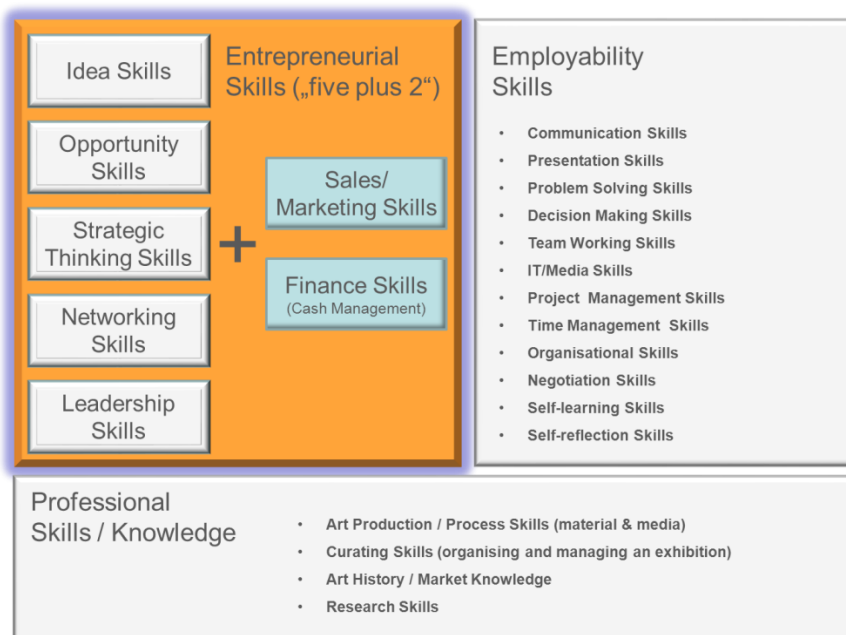 Idea Skills
Opportunity
Skills
Strategic
Thinking Skills
Networking
Skills
Leadership
Skills
Entrepreneurial
Skills („five plus 2“)
+
Sales/
Marketing Skills
Finance Skills
(Cash Management)
Employability
Skills
• Communication Skills
• Presentation Skills
• Problem Solving Skills
• Decision Making Skills
• Team Working Skills
• IT/Media Skills
• Project Management Skills
• Time Management Skills
• Organisational Skills
• Negotiation Skills
• Self-learning Skills
• Self-reflection Skills
Professional
Skills / Knowledge
• Art Production / Process Skills (material & media)
• Curating Skills (organising and managing an exhibition)
• Art History / Market Knowledge
• Research Skills